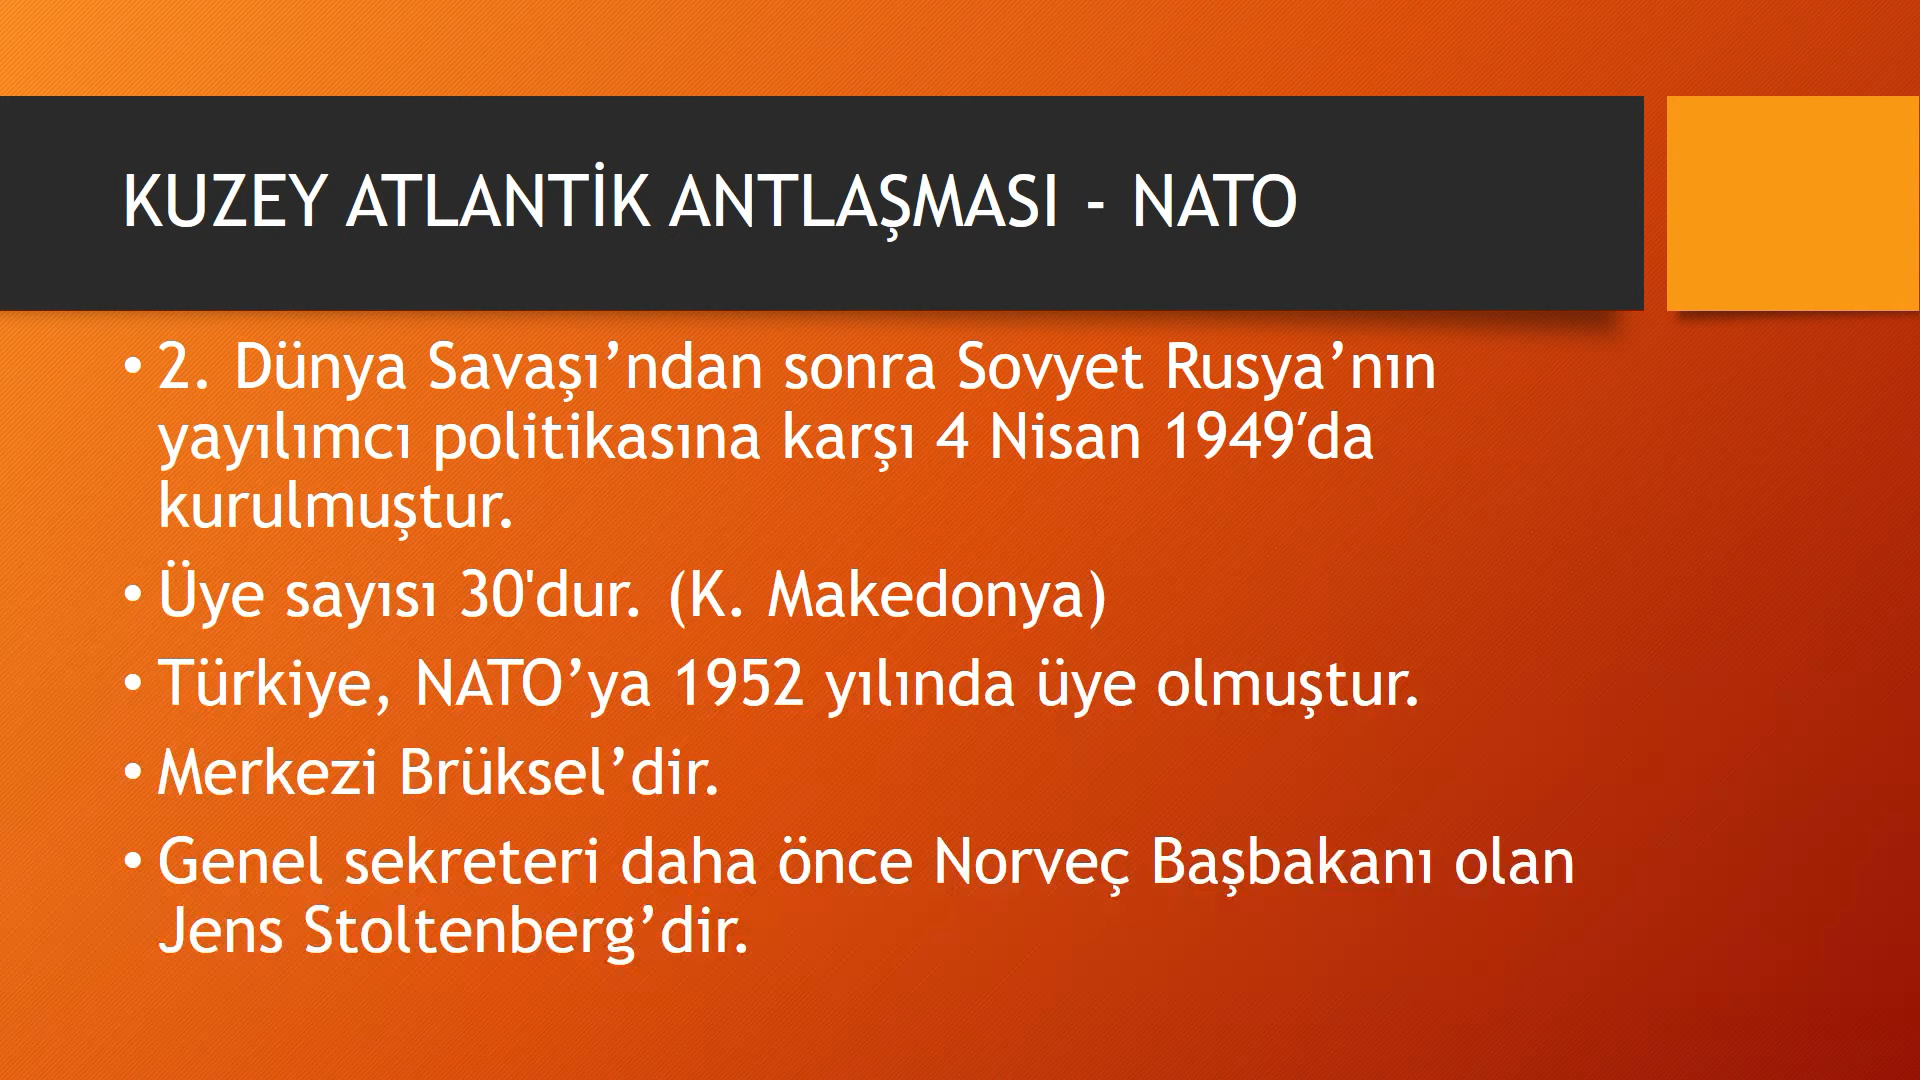 KUZEY ATLANTİK ANTLAŞMASI - NATO
• 2. Dünya Savaşı’ndan sonra Sovyet Rusya’nın
yayılımcı politikasına karşı 4 Nisan 1949′da
kurulmuştur.
• Üye sayısı 30'dur. (K. Makedonya)
• Türkiye, NATO’ya 1952 yılında üye olmuştur.
• Merkezi Brüksel’dir.
• Genel sekreteri daha önce Norveç Başbakanı olan
Jens Stoltenberg’dir.